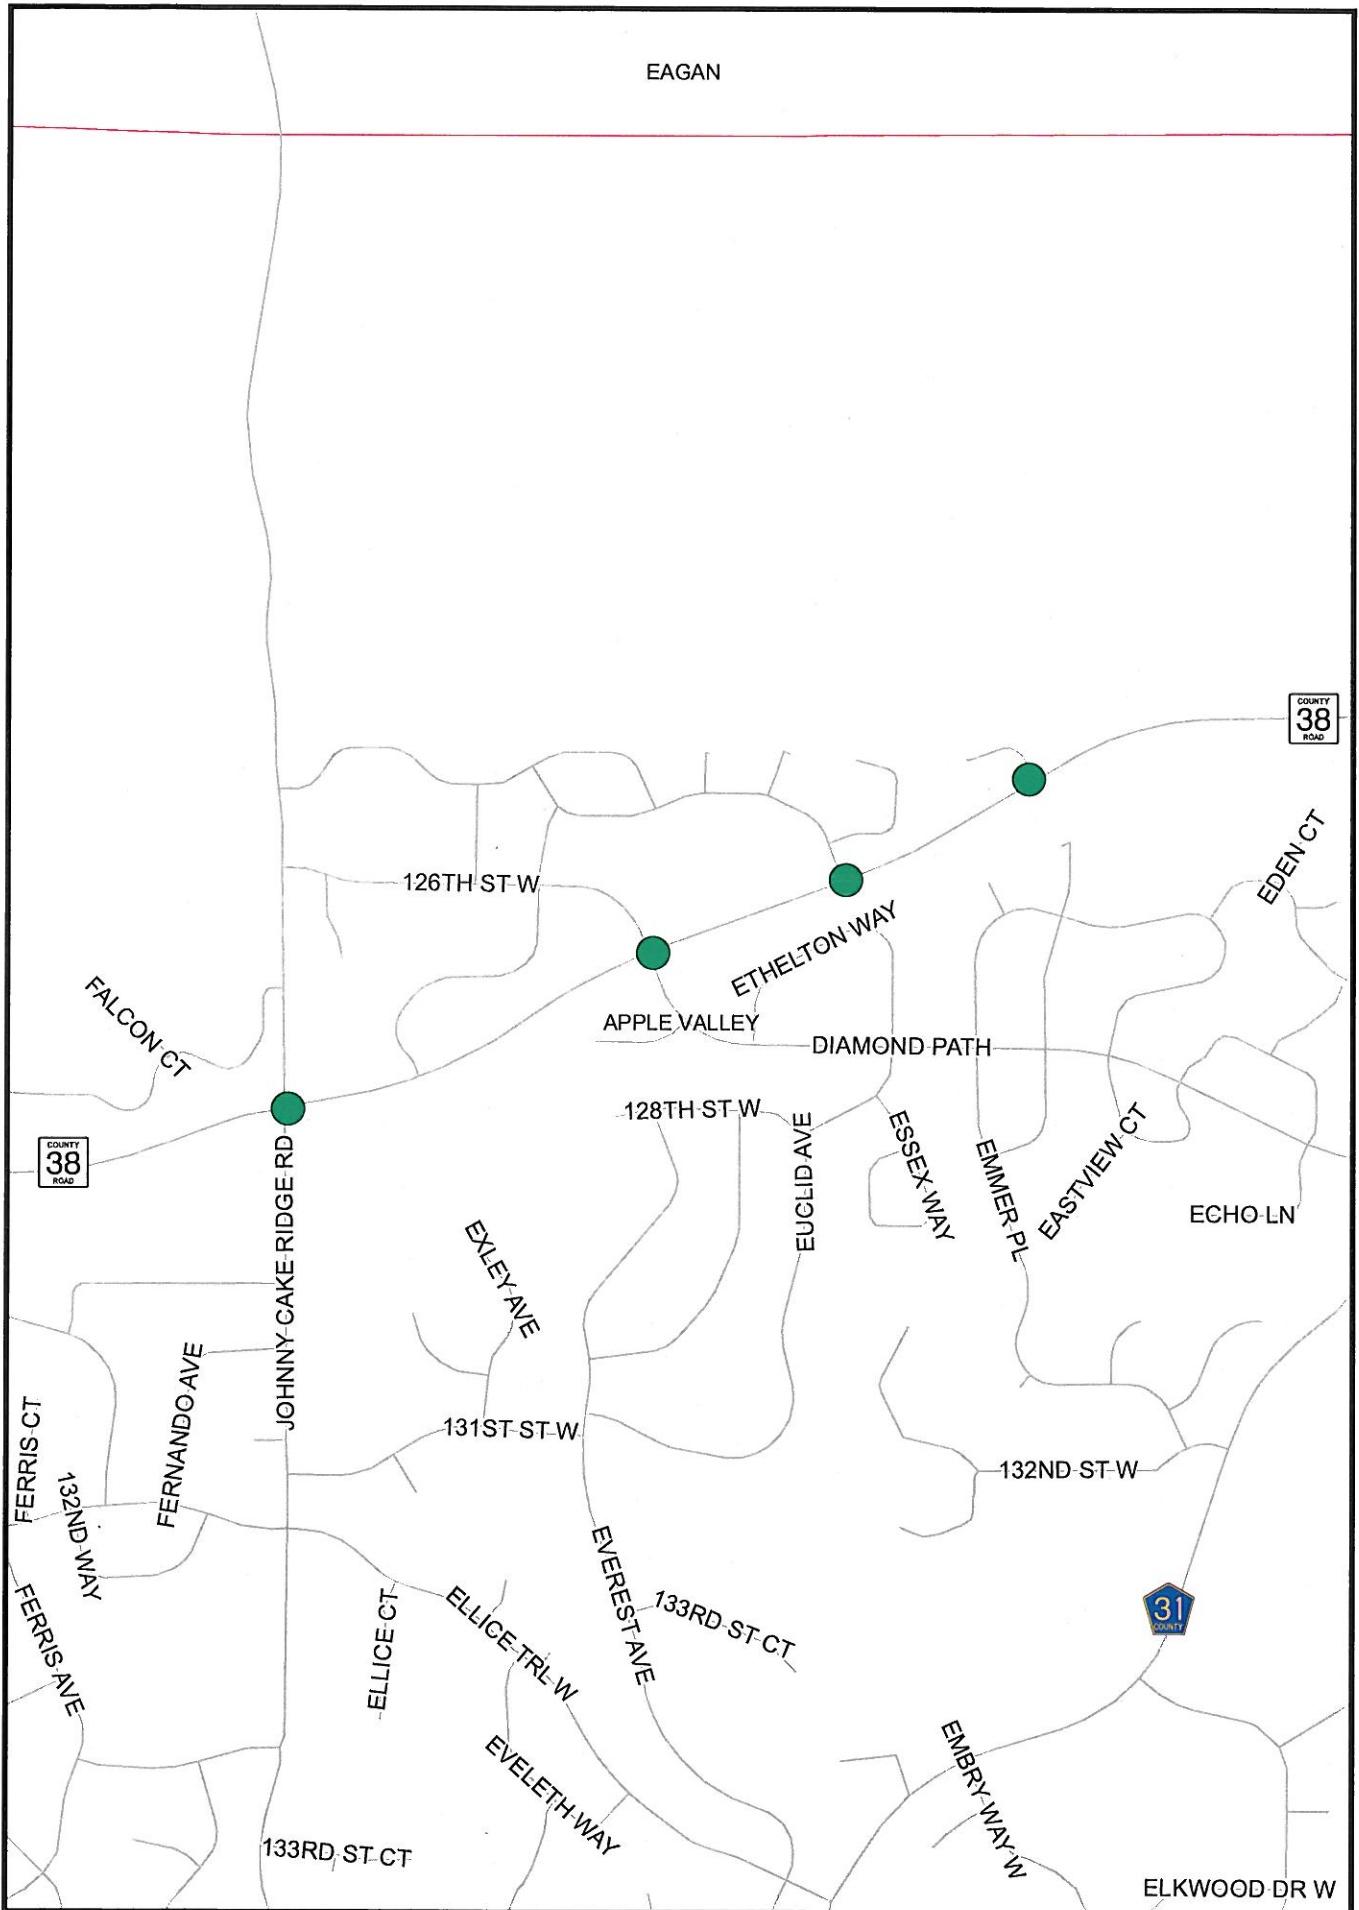 EAGAN
COUNTY
38
ROAD
EDEN CT
126TH ST W
ETHELTON WAY
FALCON CT
APPLE VALLEY
DIAMOND PATH
128TH ST W
EUCLID AVE
ESSEX WAY
EMMER PL
EASTVIEW CT
ECHO LN
COUNTY
38
ROAD
JOHNNY CAKE RIDGE RD
EXLEY AVE
FERNANDO AVE
FERRIS CT
131ST ST W
132ND ST W
132ND WAY
EVEREST AVE
133RD ST CT
31
COUNTY
FERRIS AVE
ELLICE CT
ELLICE TRL W
EVELETH WAY
EMBRY WAY W
133RD ST CT
ELKWOOD DR W